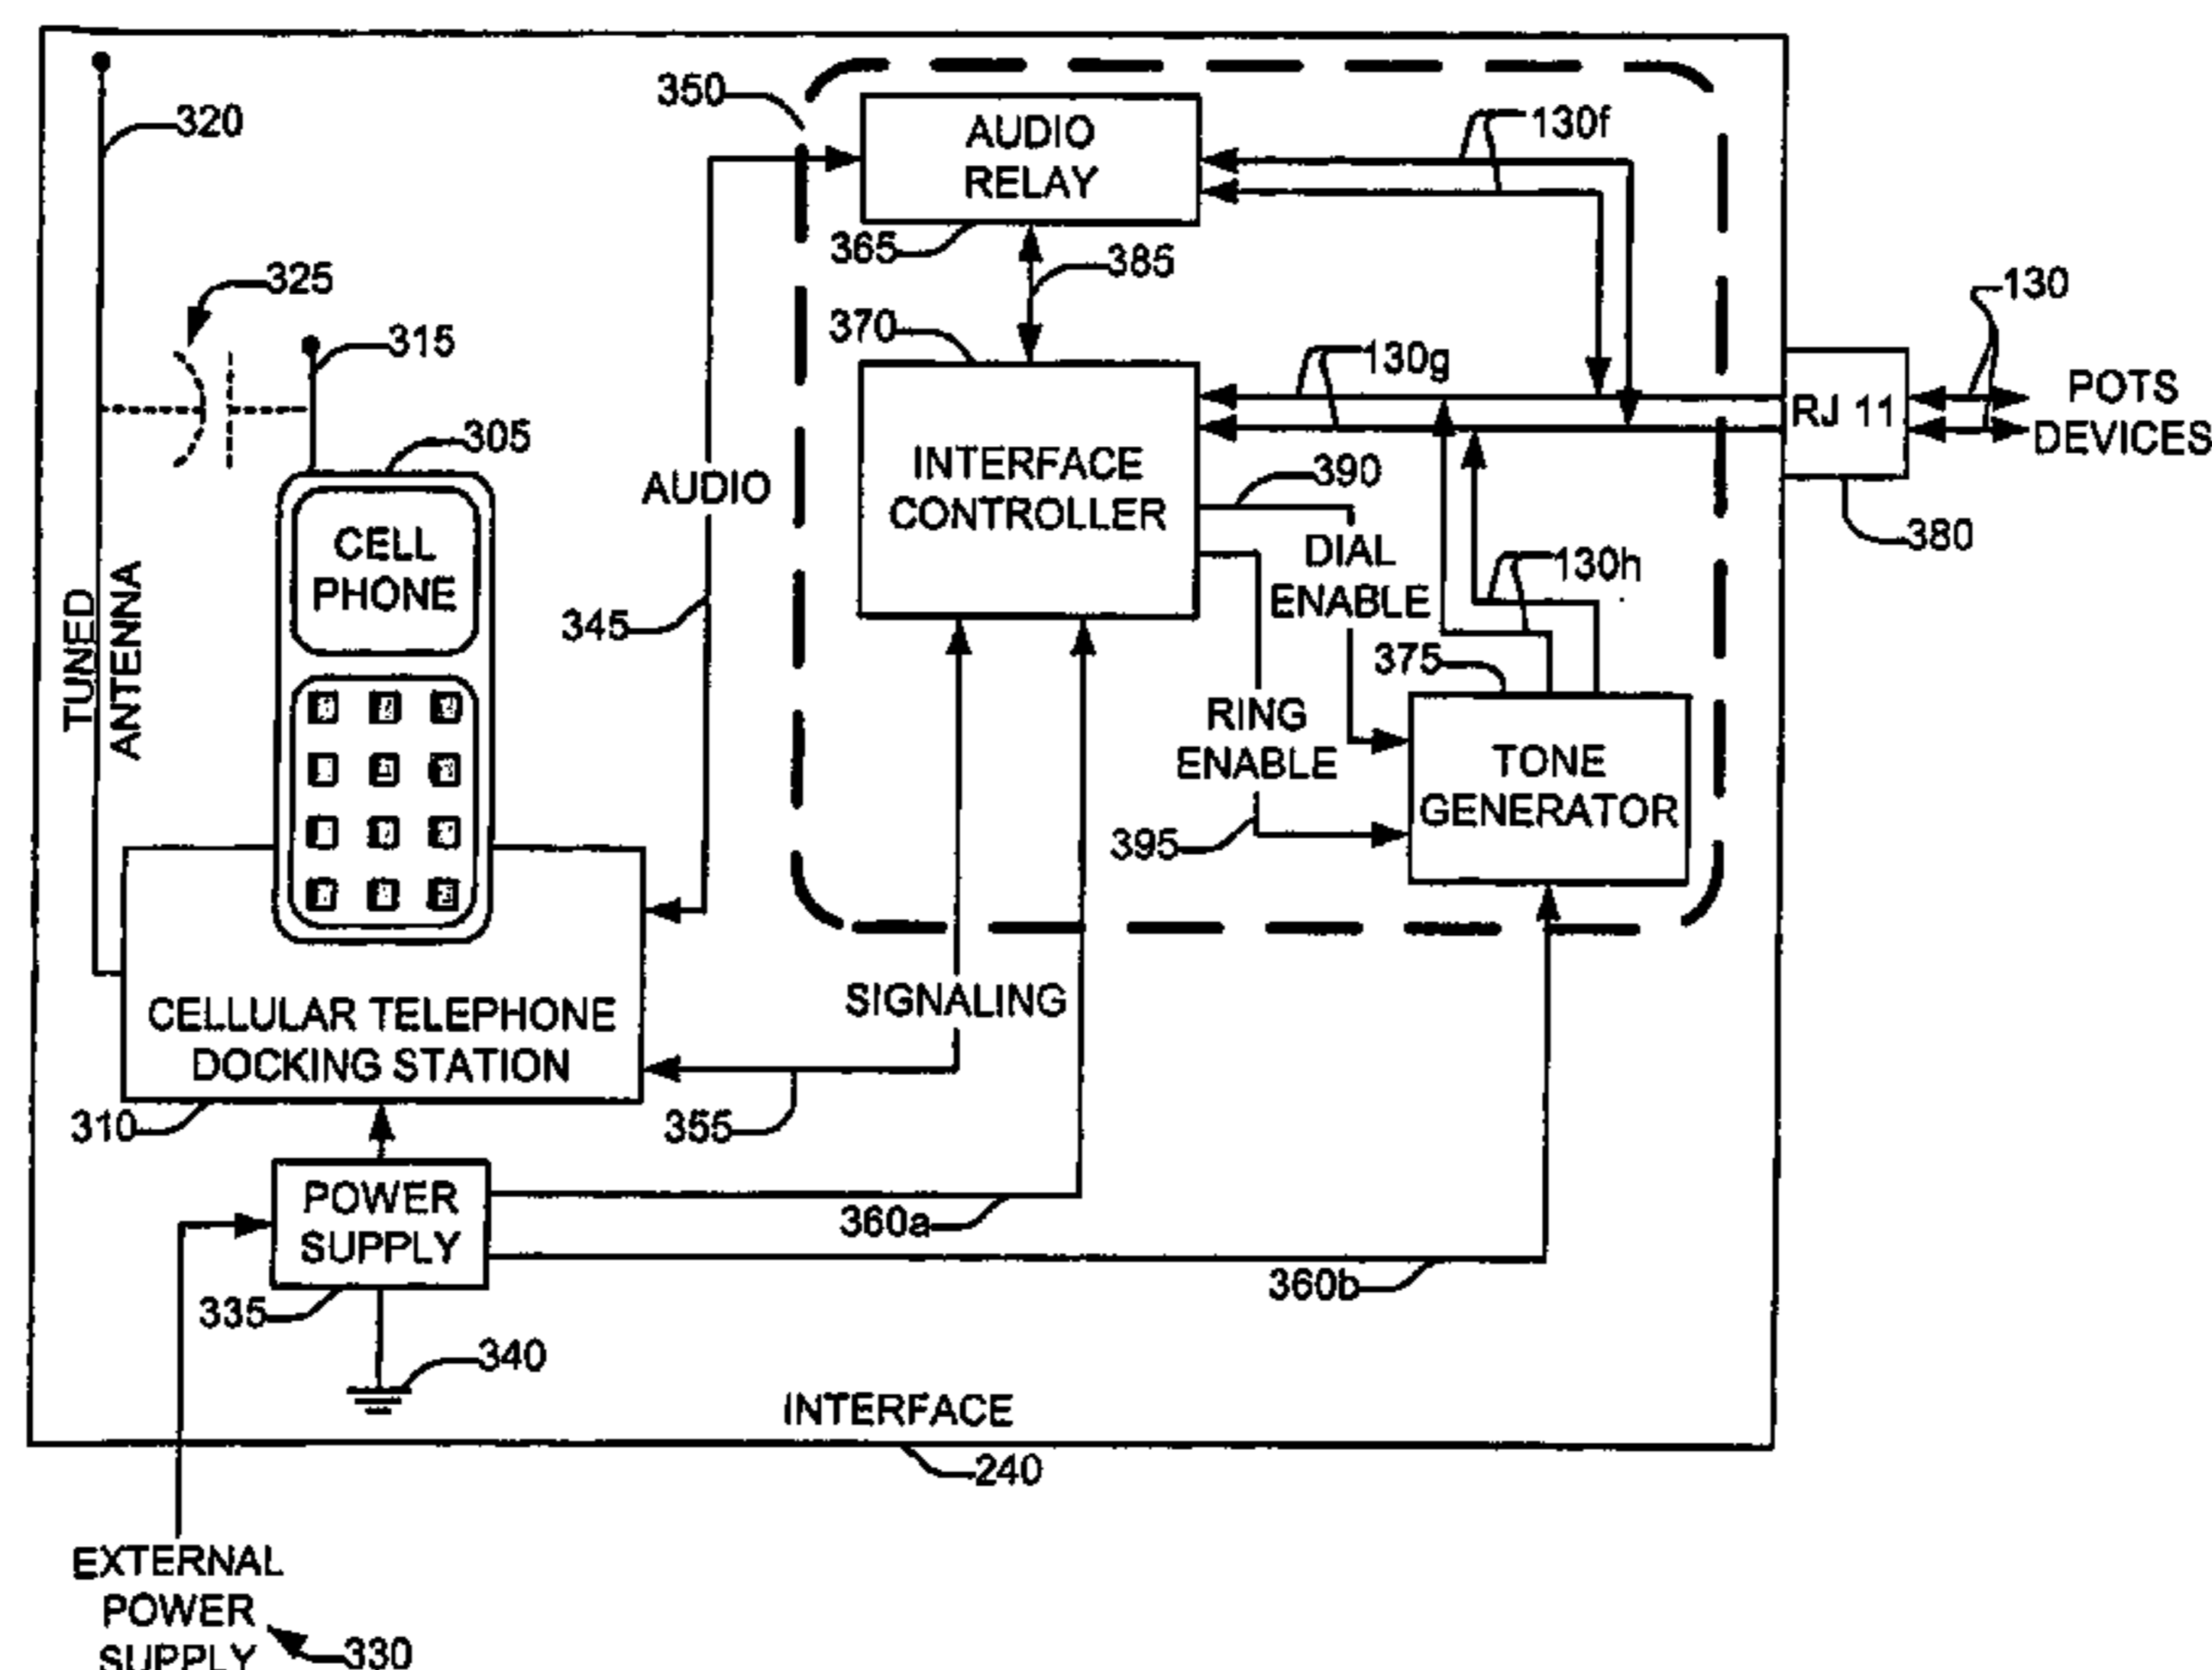 350
320
AUDIO
RELAY
130f
365
385
325
370
130g
130
315
RJ 11
POTS
DEVICES
305
CELL
PHONE
AUDIO
INTERFACE
CONTROLLER
390
380
DIAL
ENABLE
130h
TUNED
ANTENNA
345
375
RING
ENABLE
TONE
GENERATOR
395
SIGNALING
CELLULAR TELEPHONE
DOCKING STATION
310
355
POWER
SUPPLY
360a
335
360b
340
INTERFACE
240
EXTERNAL
POWER
SUPPLY
330